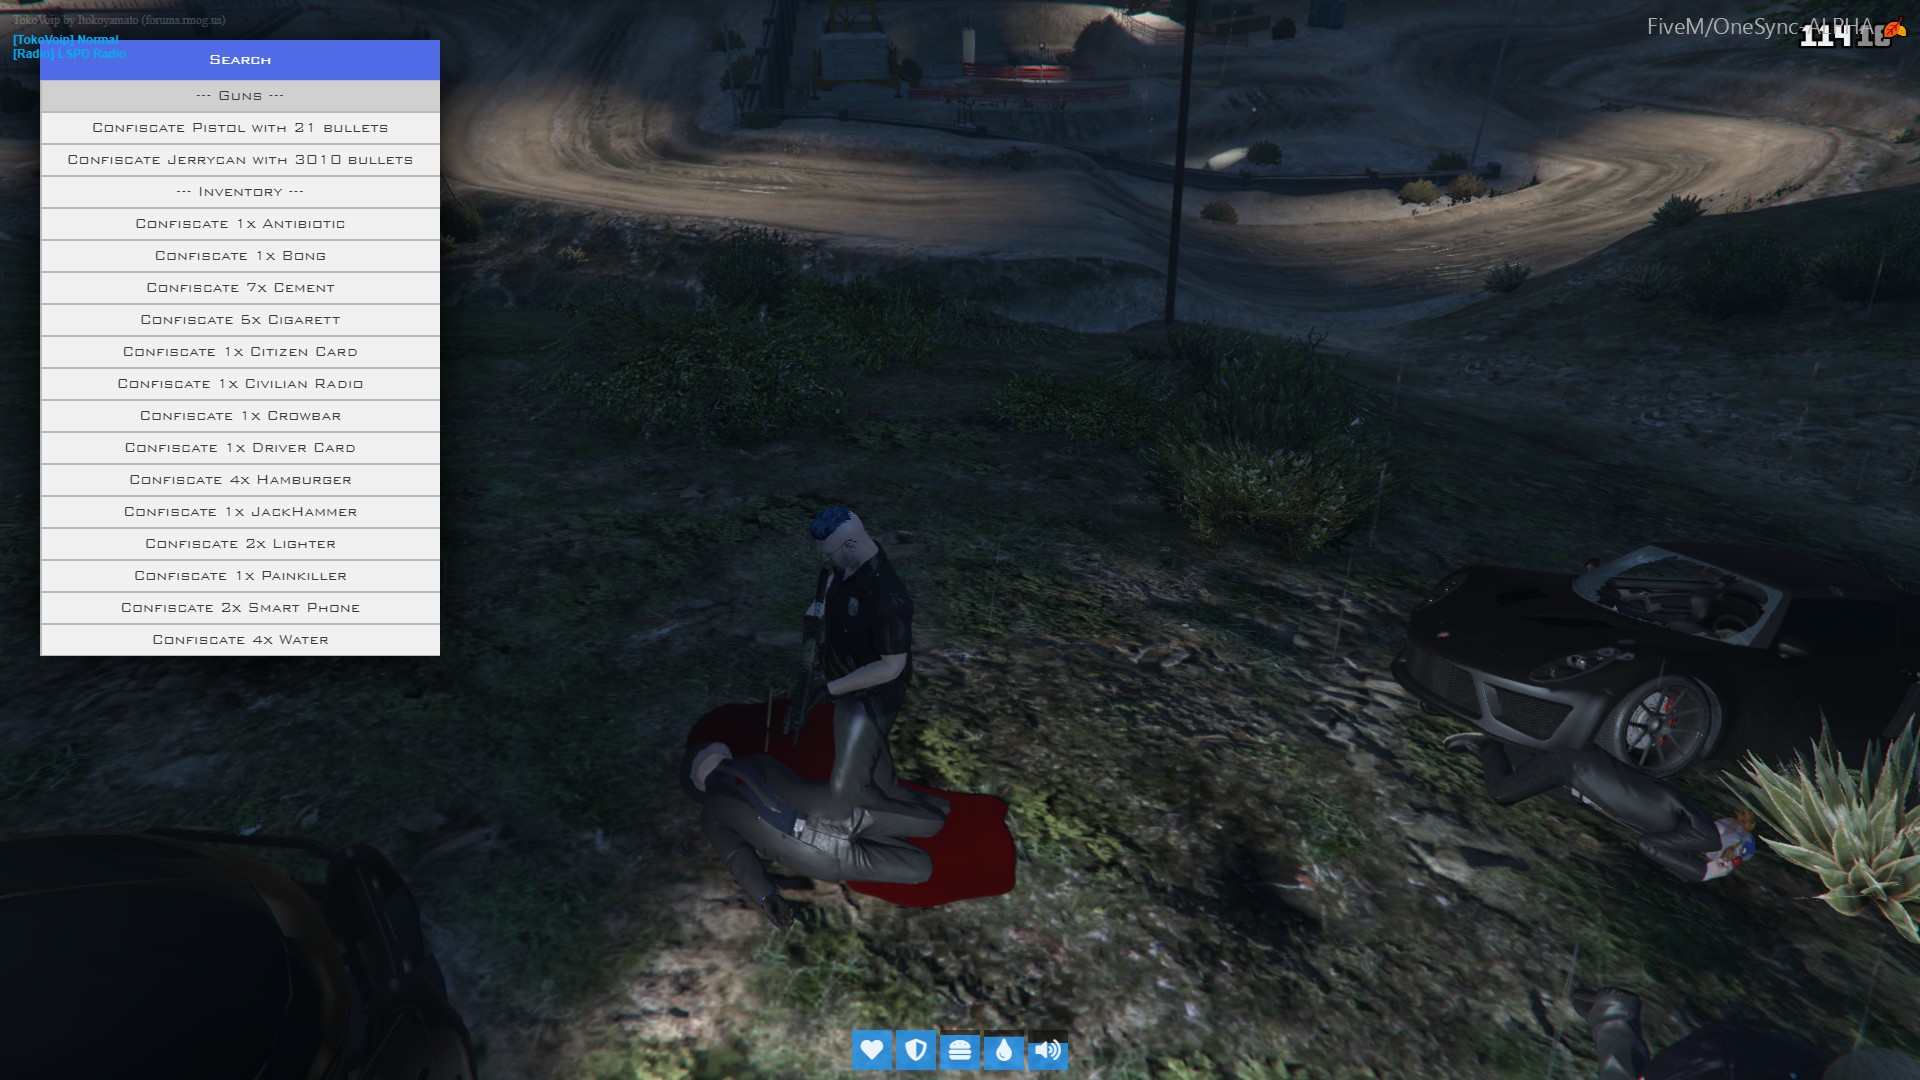 TokoVoip by Itokoyamato (forums.rmog.us)
[TokoVoip] Normal
[Radio] LSPD Radio
FiveM/OneSync-ALPHA
Search
--- Guns ---
Confiscate Pistol with 21 bullets
Confiscate Jerrycan with 3010 bullets
--- Inventory ---
Confiscate 1x Antibiotic
Confiscate 1x Bong
Confiscate 7x Cement
Confiscate 5x Cigarett
Confiscate 1x Citizen Card
Confiscate 1x Civilian Radio
Confiscate 1x Crowbar
Confiscate 1x Driver Card
Confiscate 4x Hamburger
Confiscate 1x JackHammer
Confiscate 2x Lighter
Confiscate 1x Painkiller
Confiscate 2x Smart Phone
Confiscate 4x Water